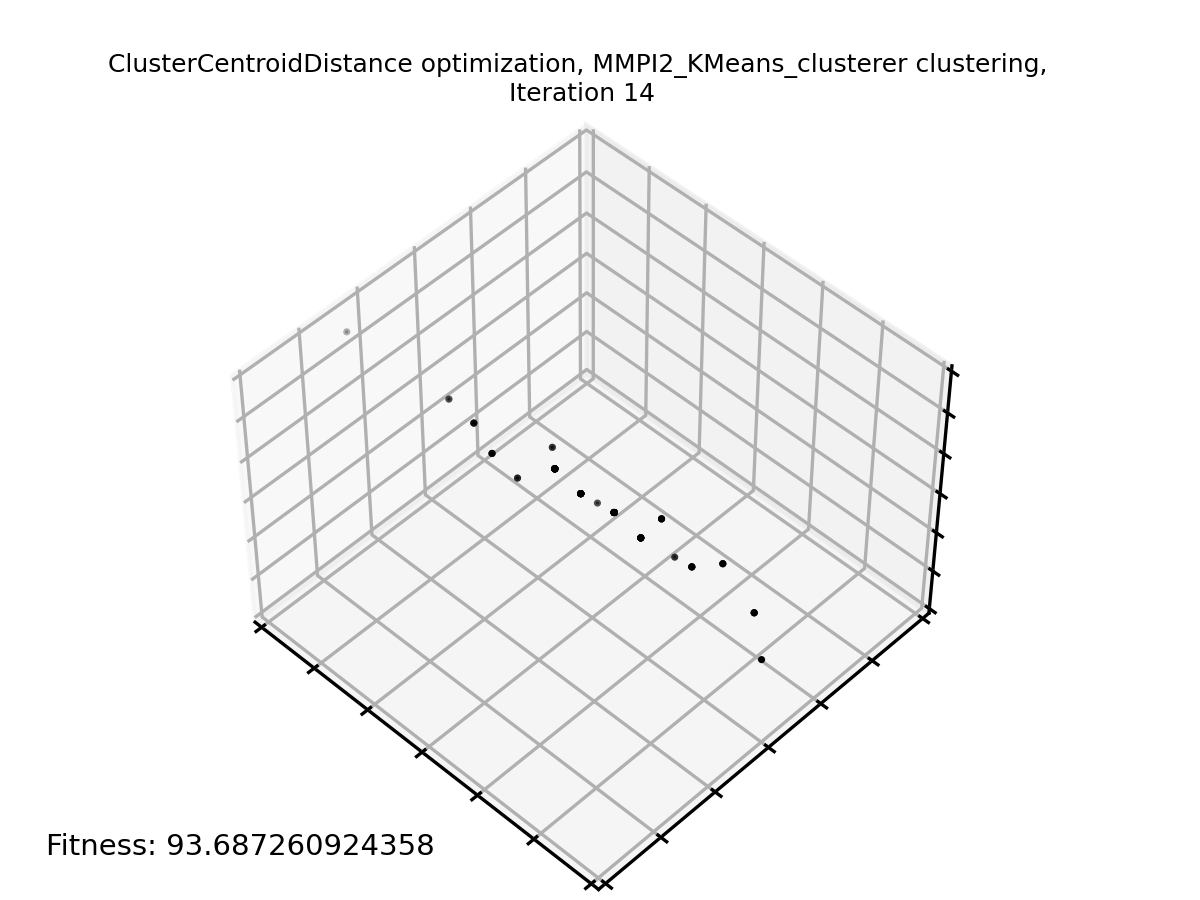 ClusterCentroidDistance optimization, MMPI2_KMeans_clusterer clustering,
Iteration 14
Fitness: 93.687260924358